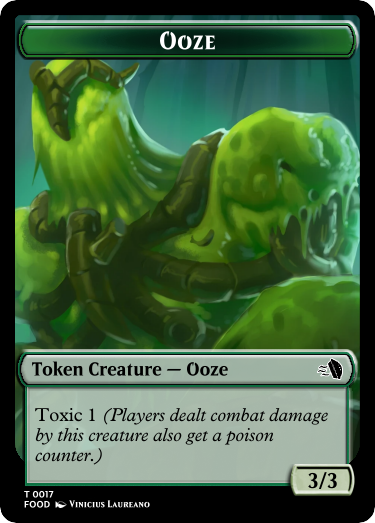 Ooze
Token Creature — Ooze
Toxic 1 (Players dealt combat damage
by this creature also get a poison
counter.)
3/3
T 0017
FOOD Vinicius Laureano